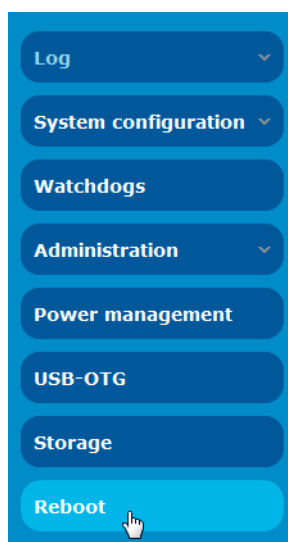 Log
System configuration
Watchdogs
Administration
Power management
USB-OTG
Storage
Reboot